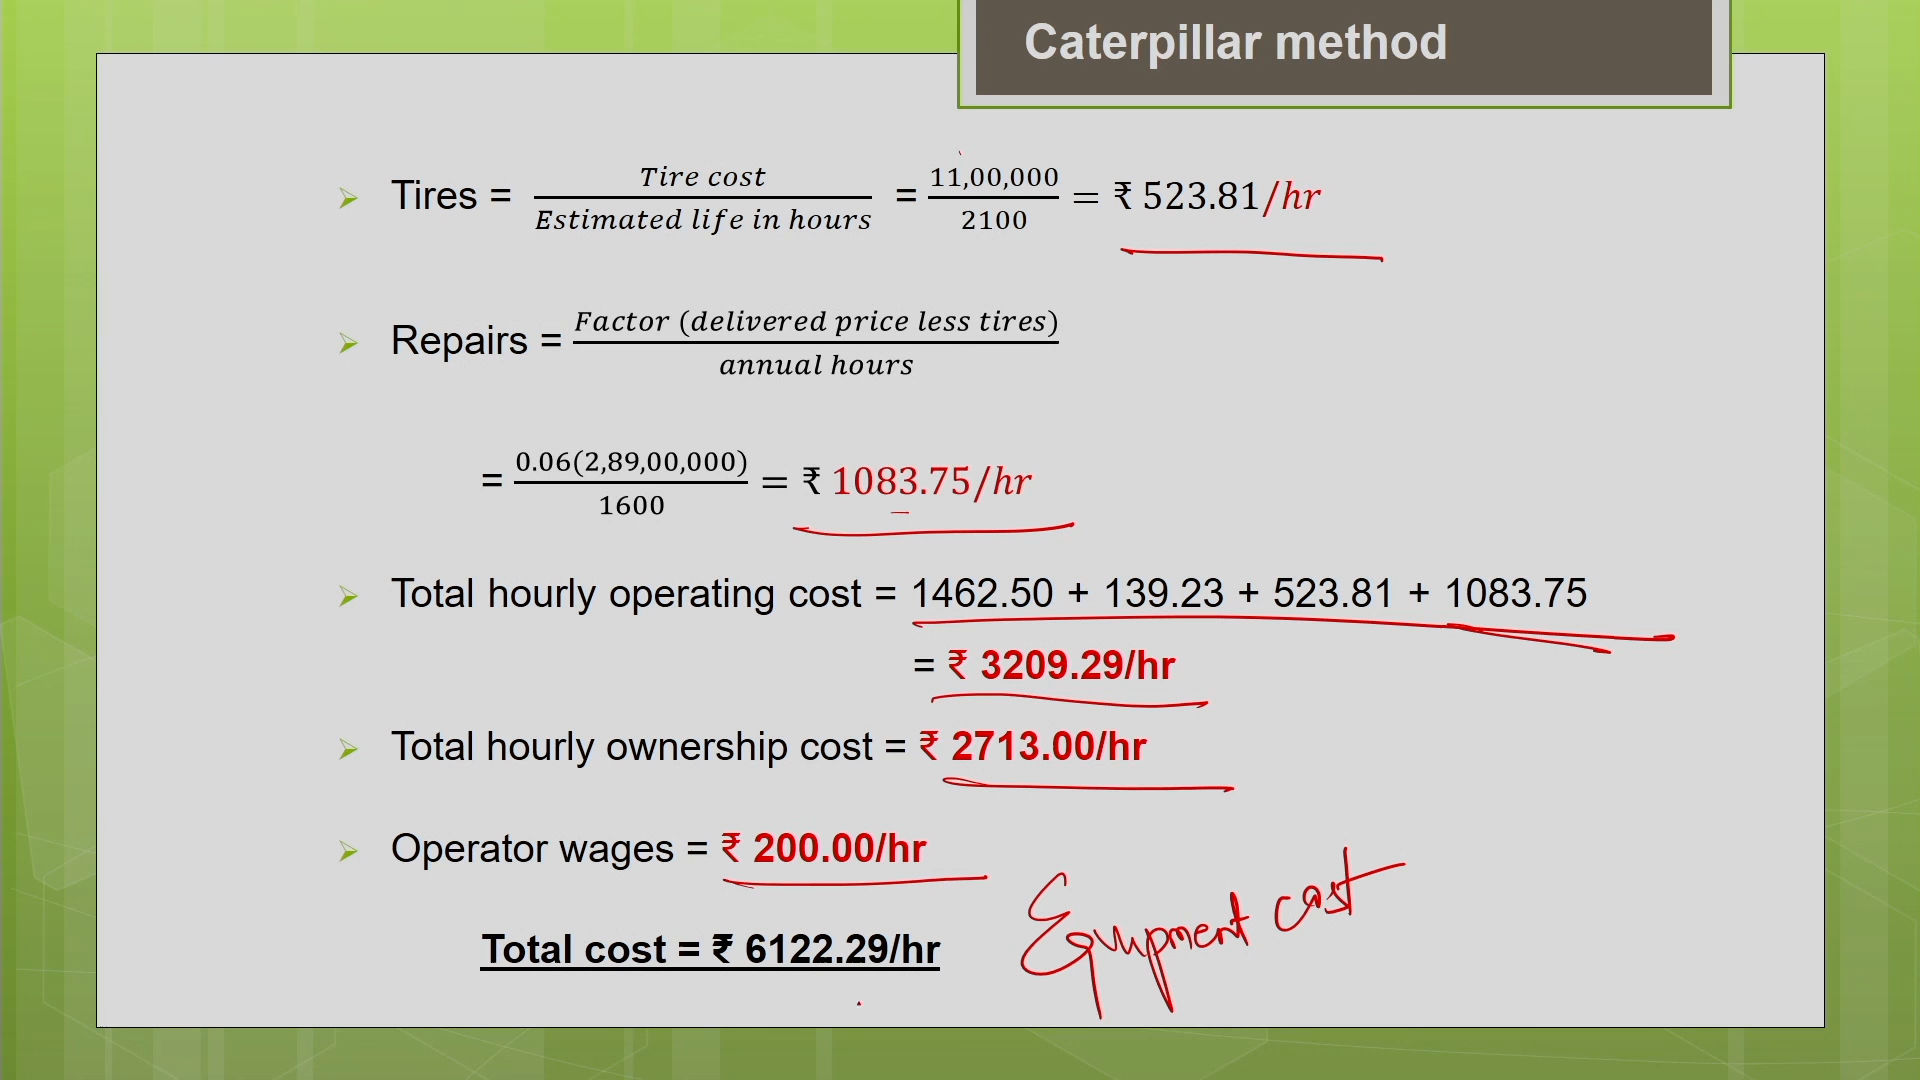 Caterpillar method
Tires = Tire cost / Estimated life in hours = 11,00,000 / 2100 = ₹ 523.81/hr
Repairs = Factor (delivered price less tires) / annual hours
= 0.06(2,89,00,000) / 1600 = ₹ 1083.75/hr
Total hourly operating cost = 1462.50 + 139.23 + 523.81 + 1083.75
= ₹ 3209.29/hr
Total hourly ownership cost = ₹ 2713.00/hr
Operator wages = ₹ 200.00/hr
Total cost = ₹ 6122.29/hr
Equipment cost